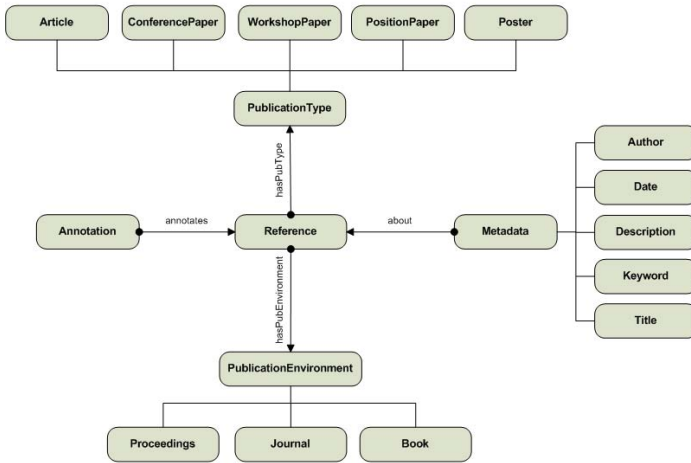 Article
ConferencePaper
WorkshopPaper
PositionPaper
Poster
PublicationType
hasPubType
Author
Date
Annotation
annotates
Reference
about
Metadata
Description
Keyword
Title
hasPubEnvironment
PublicationEnvironment
Proceedings
Journal
Book